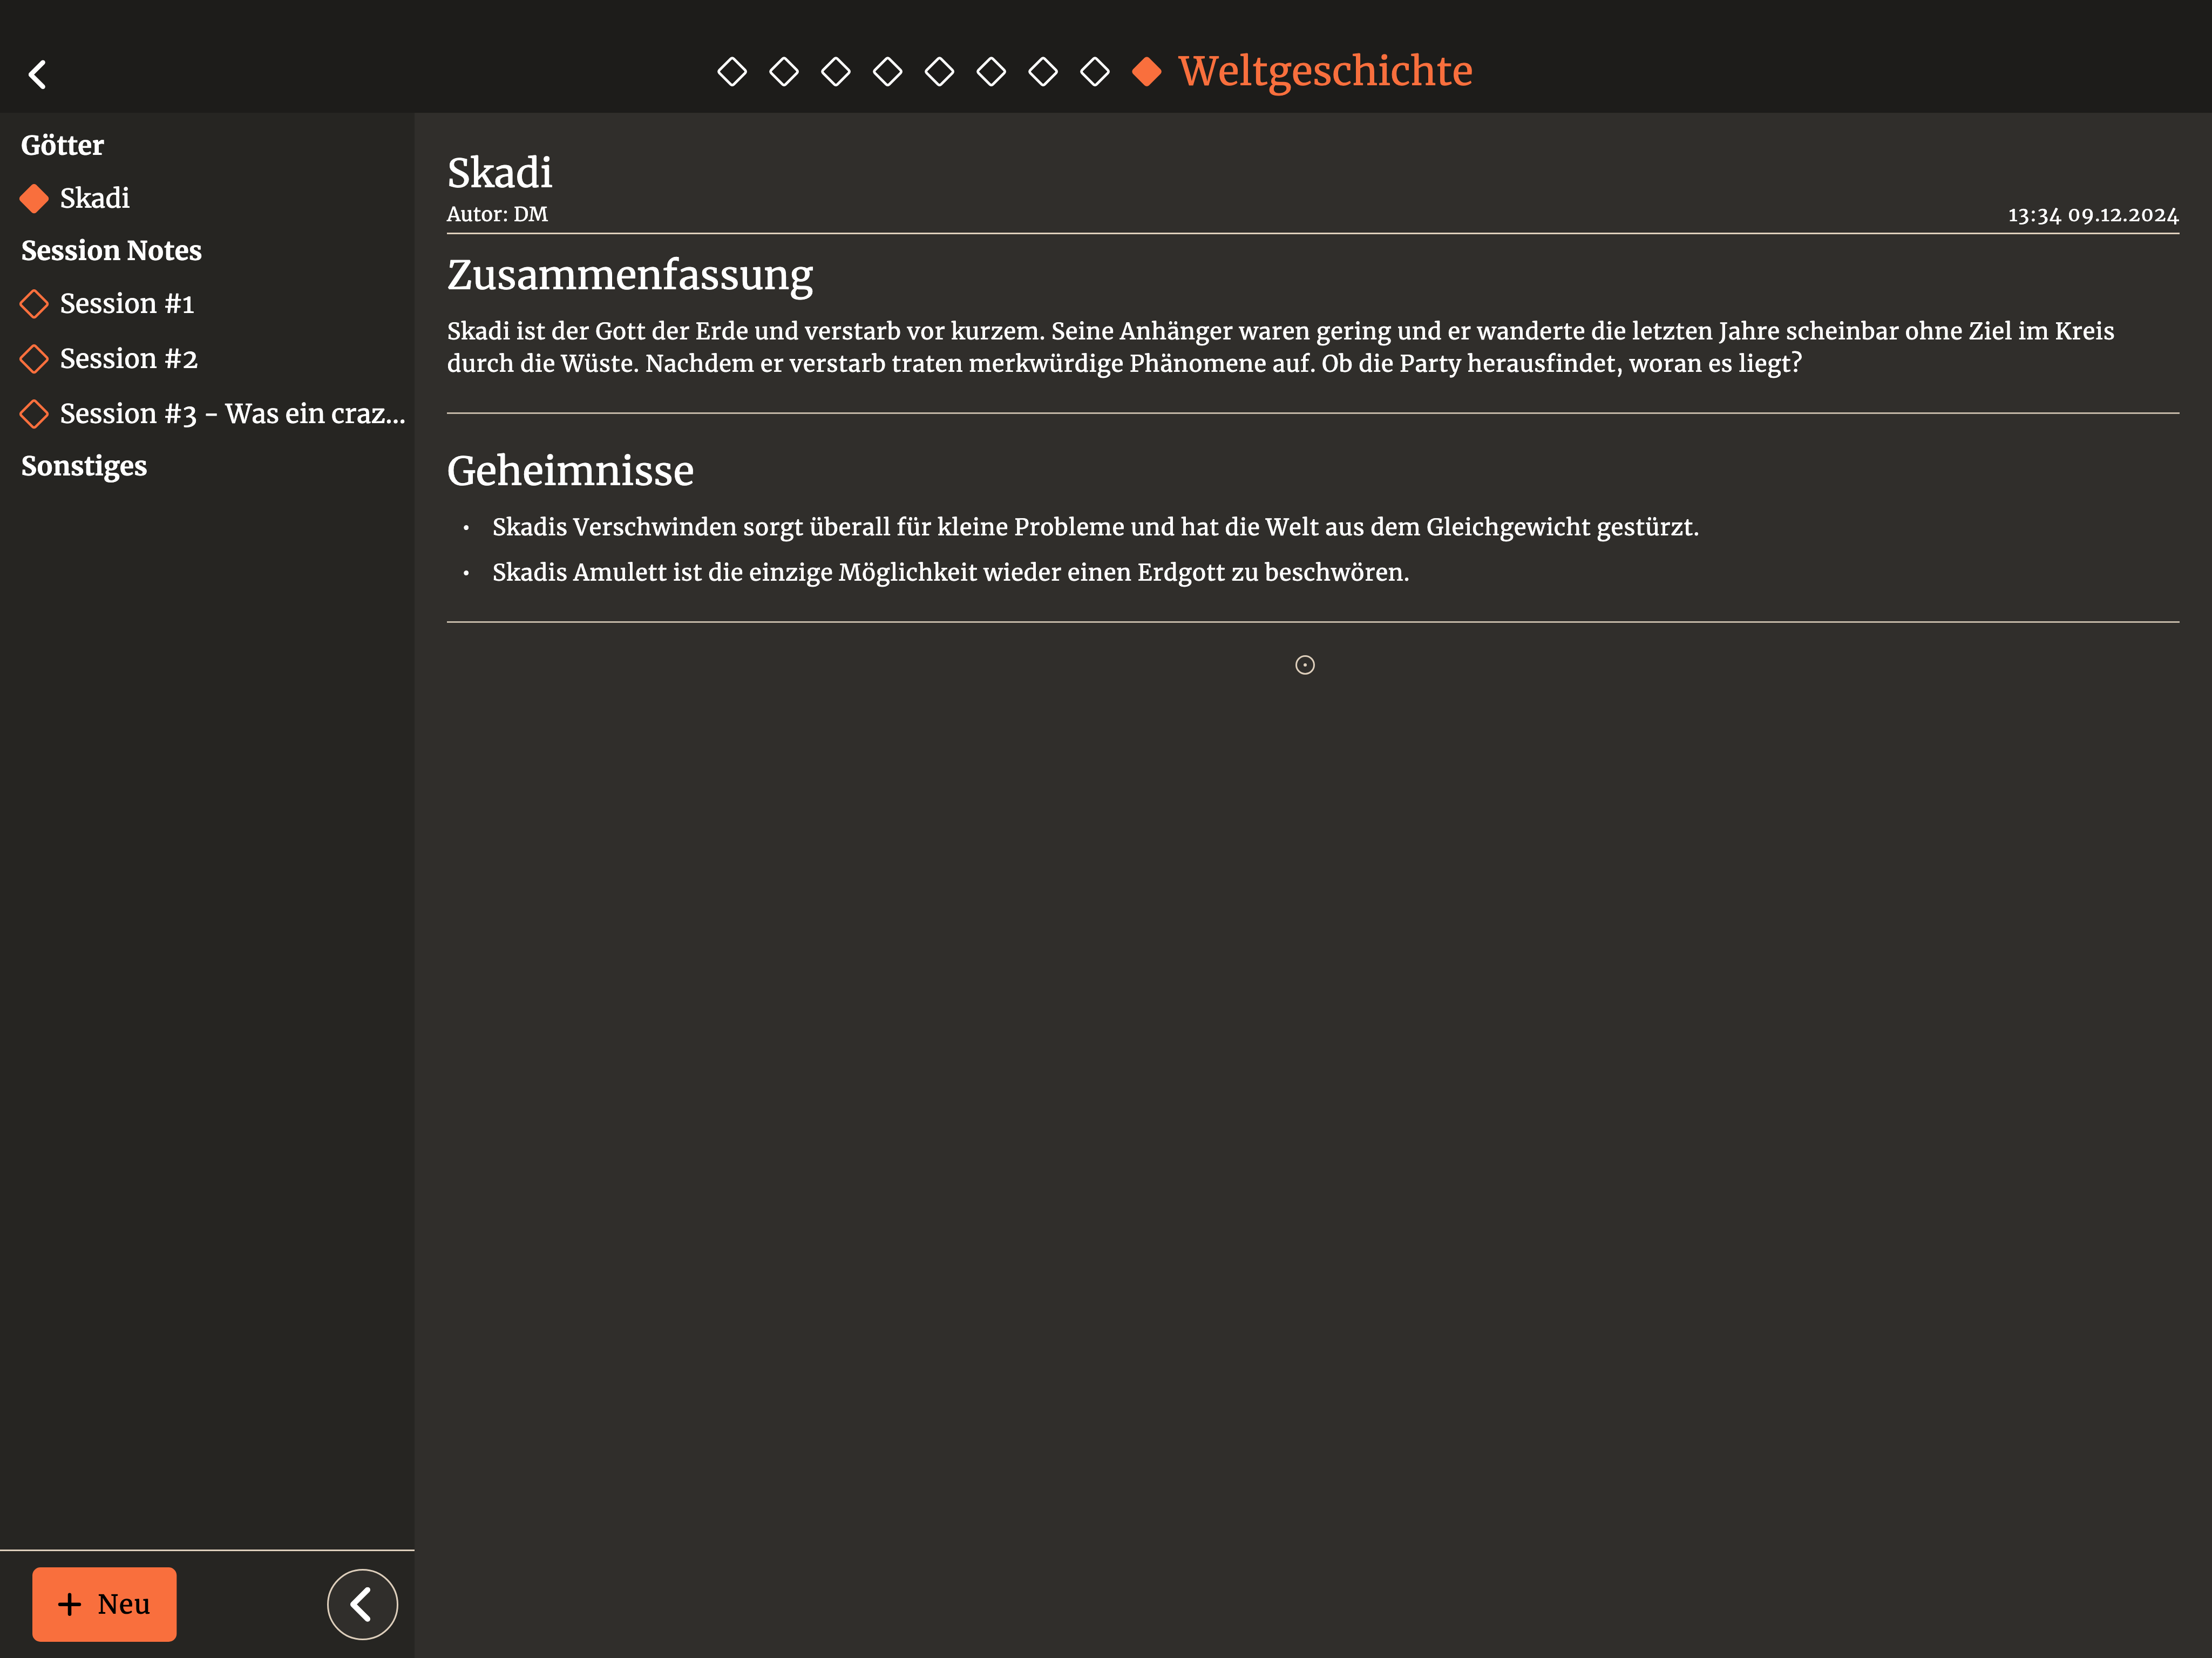 Weltgeschichte
Götter
Skadi
Session Notes
Session #1
Session #2
Session #3 - Was ein craz...
Sonstiges
+ Neu
Skadi
Autor: DM
13:34 09.12.2024
Zusammenfassung
Skadi ist der Gott der Erde und verstarb vor kurzem. Seine Anhänger waren gering und er wanderte die letzten Jahre scheinbar ohne Ziel im Kreis
durch die Wüste. Nachdem er verstarb traten merkwürdige Phänomene auf. Ob die Party herausfindet, woran es liegt?
Geheimnisse
• Skadis Verschwinden sorgt überall für kleine Probleme und hat die Welt aus dem Gleichgewicht gestürzt.
• Skadis Amulett ist die einzige Möglichkeit wieder einen Erdgott zu beschwören.